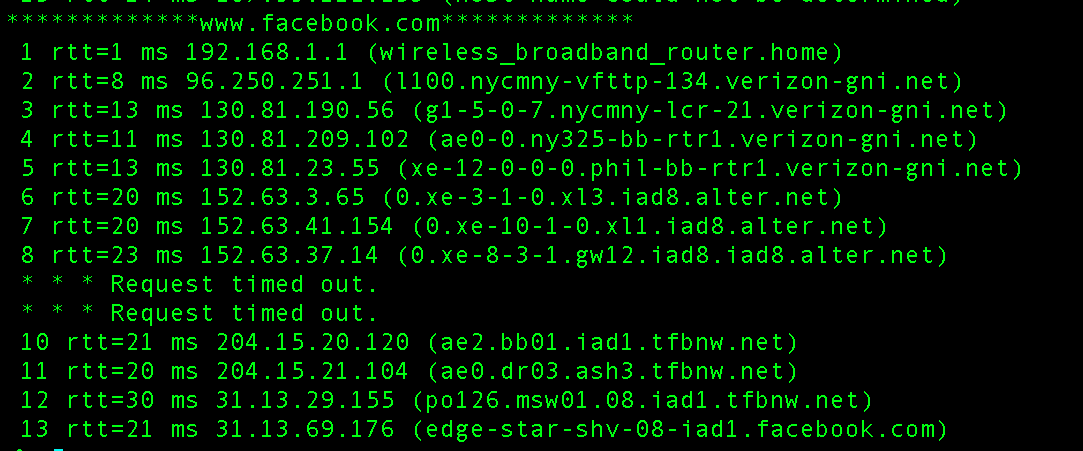 *************www.facebook.com*************
1 rtt=1 ms 192.168.1.1 (wireless_broadband_router.home)
2 rtt=8 ms 96.250.251.1 (l100.nycmny-vfttp-134.verizon-gni.net)
3 rtt=13 ms 130.81.190.56 (g1-5-0-7.nycmny-lcr-21.verizon-gni.net)
4 rtt=11 ms 130.81.209.102 (ae0-0.ny325-bb-rtr1.verizon-gni.net)
5 rtt=13 ms 130.81.23.55 (xe-12-0-0-0.phil-bb-rtr1.verizon-gni.net)
6 rtt=20 ms 152.63.3.65 (0.xe-3-1-0.xl3.iad8.alter.net)
7 rtt=20 ms 152.63.41.154 (0.xe-10-1-0.xl1.iad8.alter.net)
8 rtt=23 ms 152.63.37.14 (0.xe-8-3-1.gw12.iad8.iad8.alter.net)
* * * Request timed out.
* * * Request timed out.
10 rtt=21 ms 204.15.20.120 (ae2.bb01.iad1.tfbnw.net)
11 rtt=20 ms 204.15.21.104 (ae0.dr03.ash3.tfbnw.net)
12 rtt=30 ms 31.13.29.155 (po126.msw01.08.iad1.tfbnw.net)
13 rtt=21 ms 31.13.69.176 (edge-star-shv-08-iad1.facebook.com)